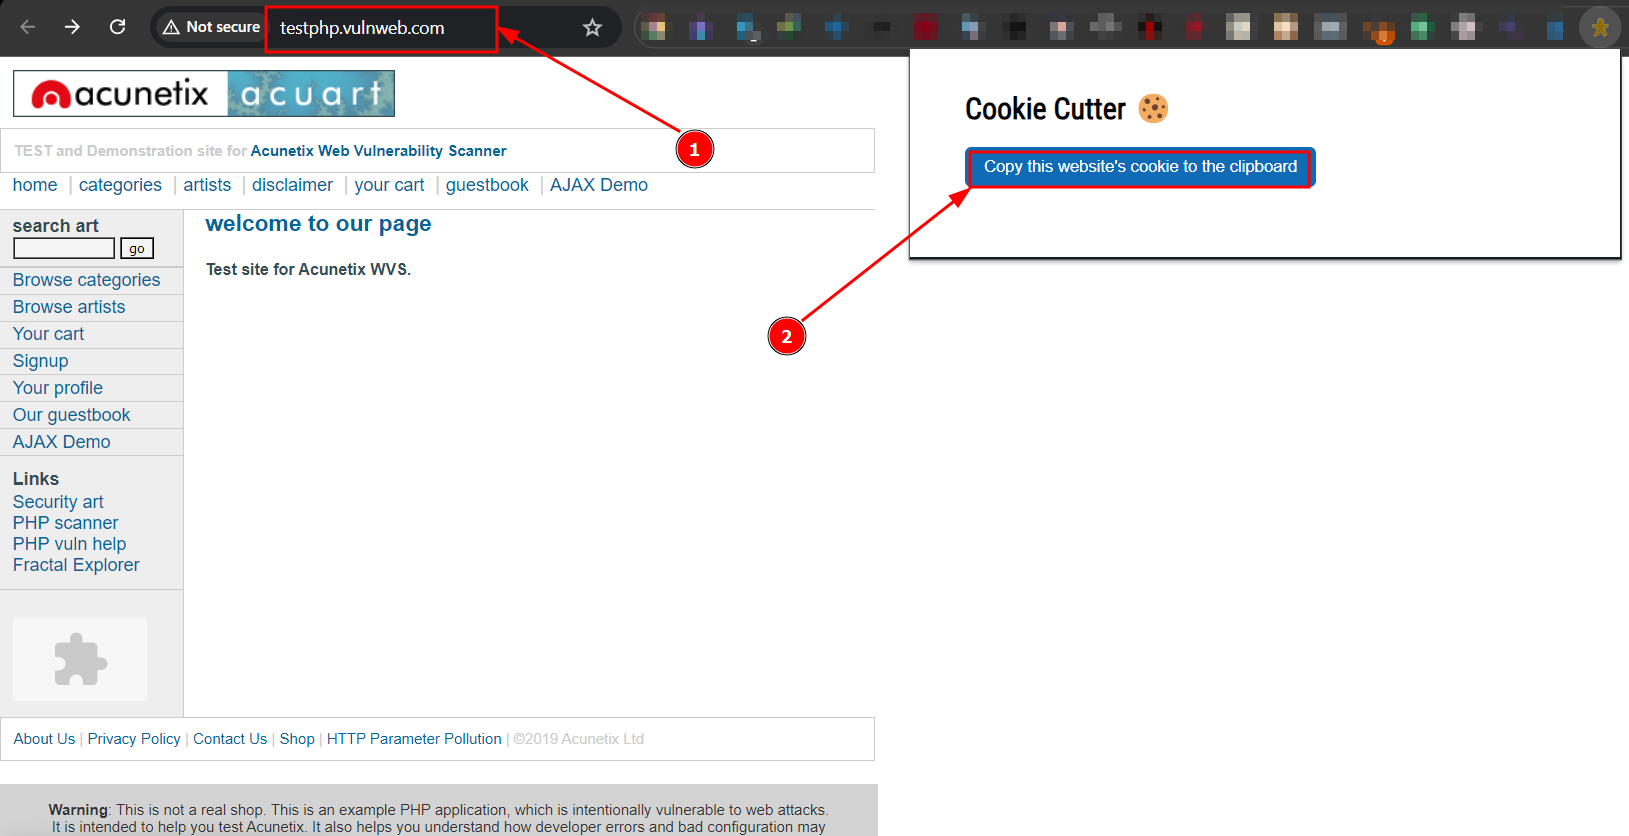 Not secure testphp.vulnweb.com
acunetix acuart
TEST and Demonstration site for Acunetix Web Vulnerability Scanner
home | categories | artists | disclaimer | your cart | guestbook | AJAX Demo
search art
go
Browse categories
Browse artists
Your cart
Signup
Your profile
Our guestbook
AJAX Demo
Links
Security art
PHP scanner
PHP vuln help
Fractal Explorer
welcome to our page
Test site for Acunetix WVS.
Cookie Cutter
Copy this website's cookie to the clipboard
1
2
About Us | Privacy Policy | Contact Us | Shop | HTTP Parameter Pollution | ©2019 Acunetix Ltd
Warning: This is not a real shop. This is an example PHP application, which is intentionally vulnerable to web attacks.
It is intended to help you test Acunetix. It also helps you understand how developer errors and bad configuration may